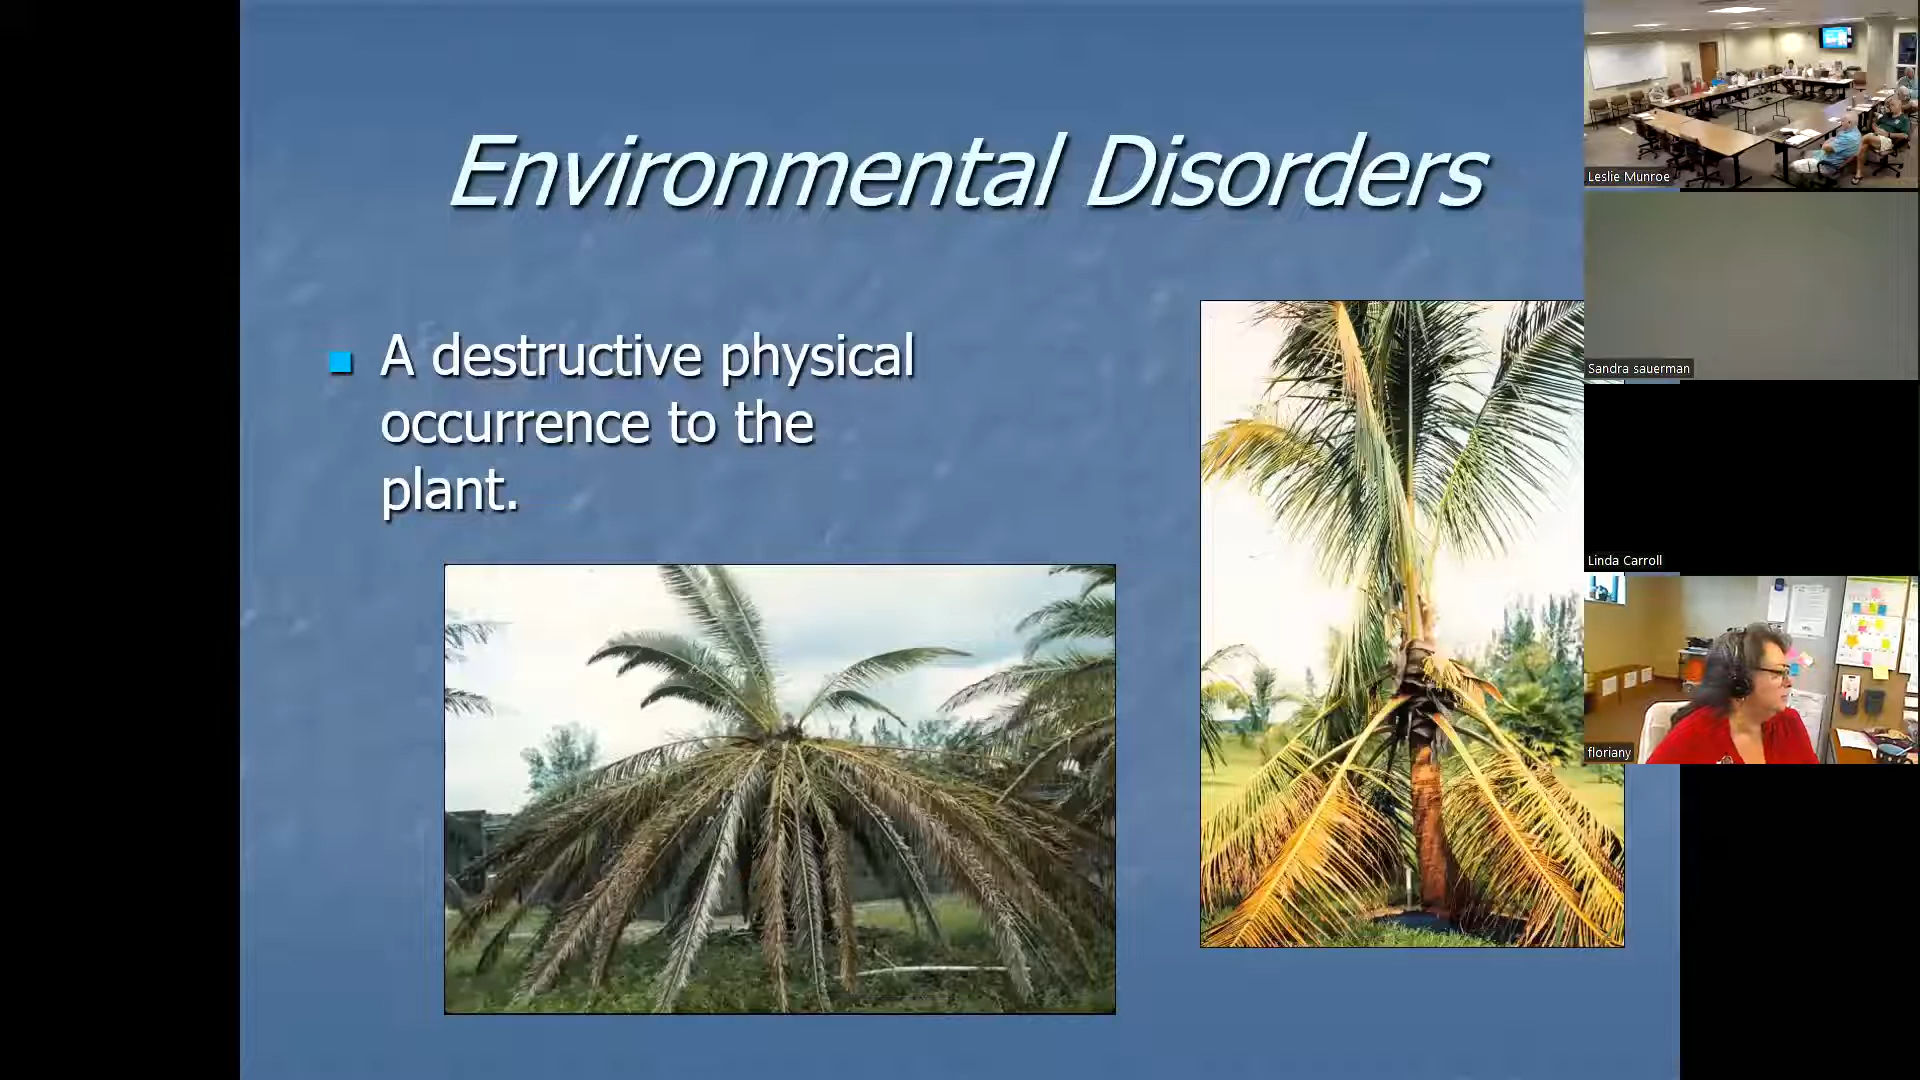 Environmental Disorders
A destructive physical
occurrence to the
plant.
Leslie Munroe
Sandra sauerman
Linda Carroll
floriany